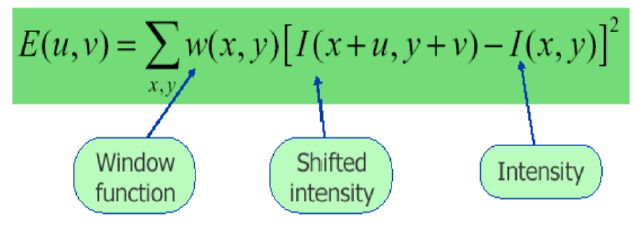 E(u,v) = ∑ w(x,y)[I(x+u,y+v)−I(x,y)]²
x,y
Window
function
Shifted
intensity
Intensity